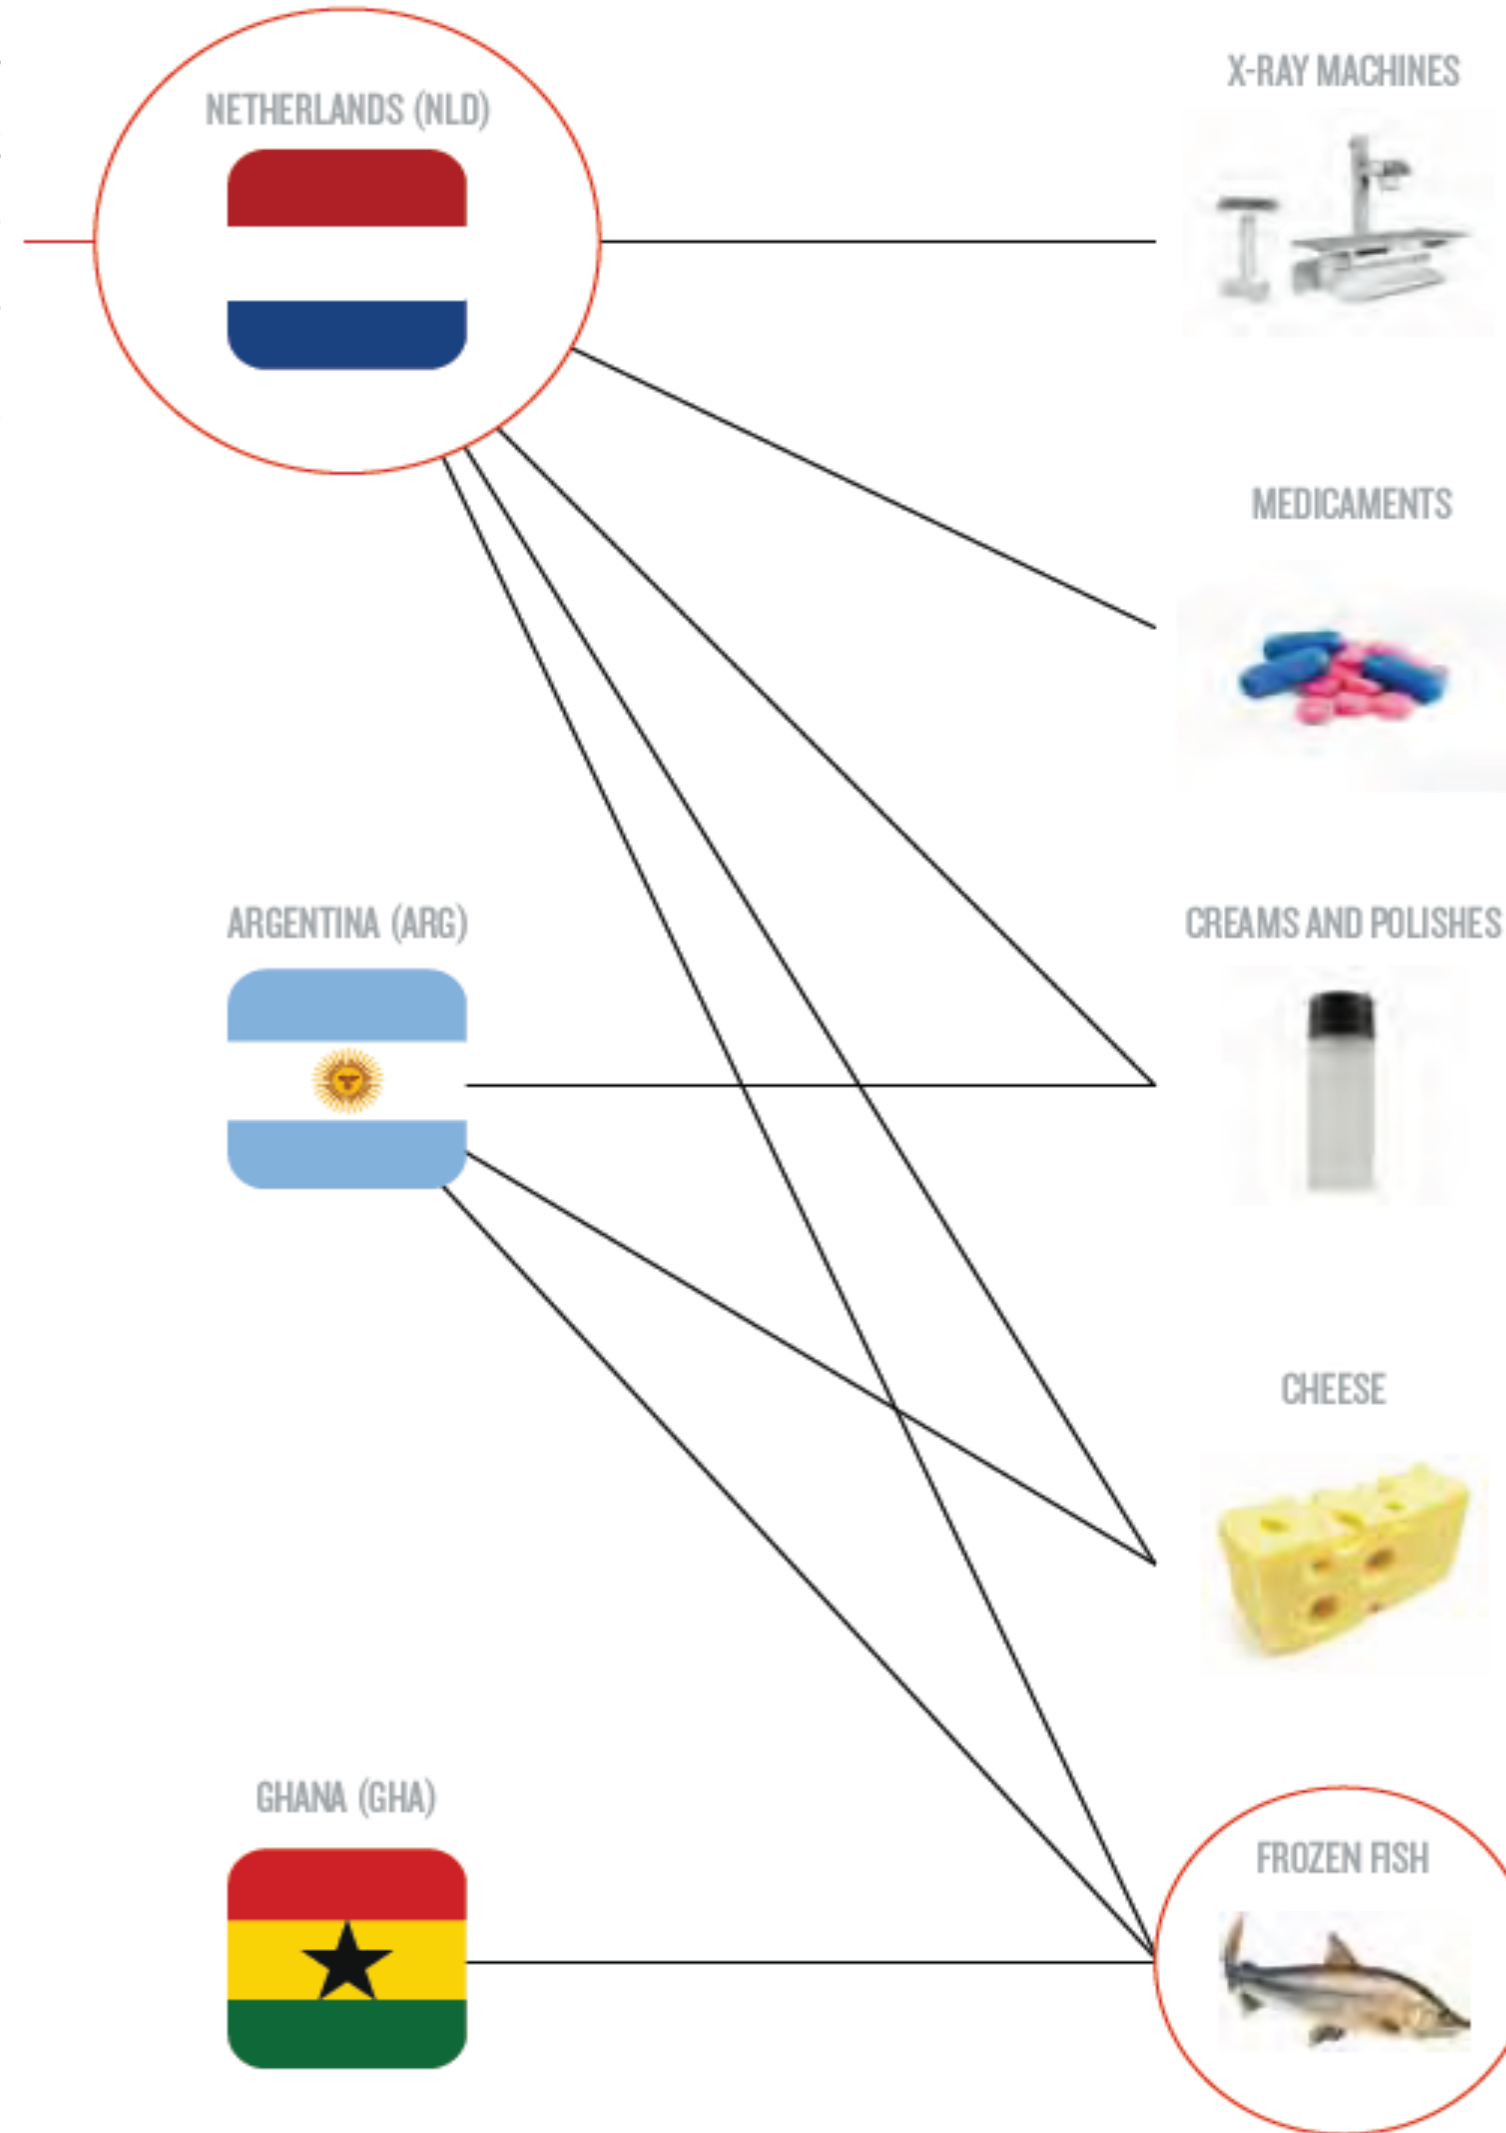 NETHERLANDS (NLD)
X-RAY MACHINES
MEDICAMENTS
ARGENTINA (ARG)
CREAMS AND POLISHES
CHEESE
GHANA (GHA)
FROZEN FISH